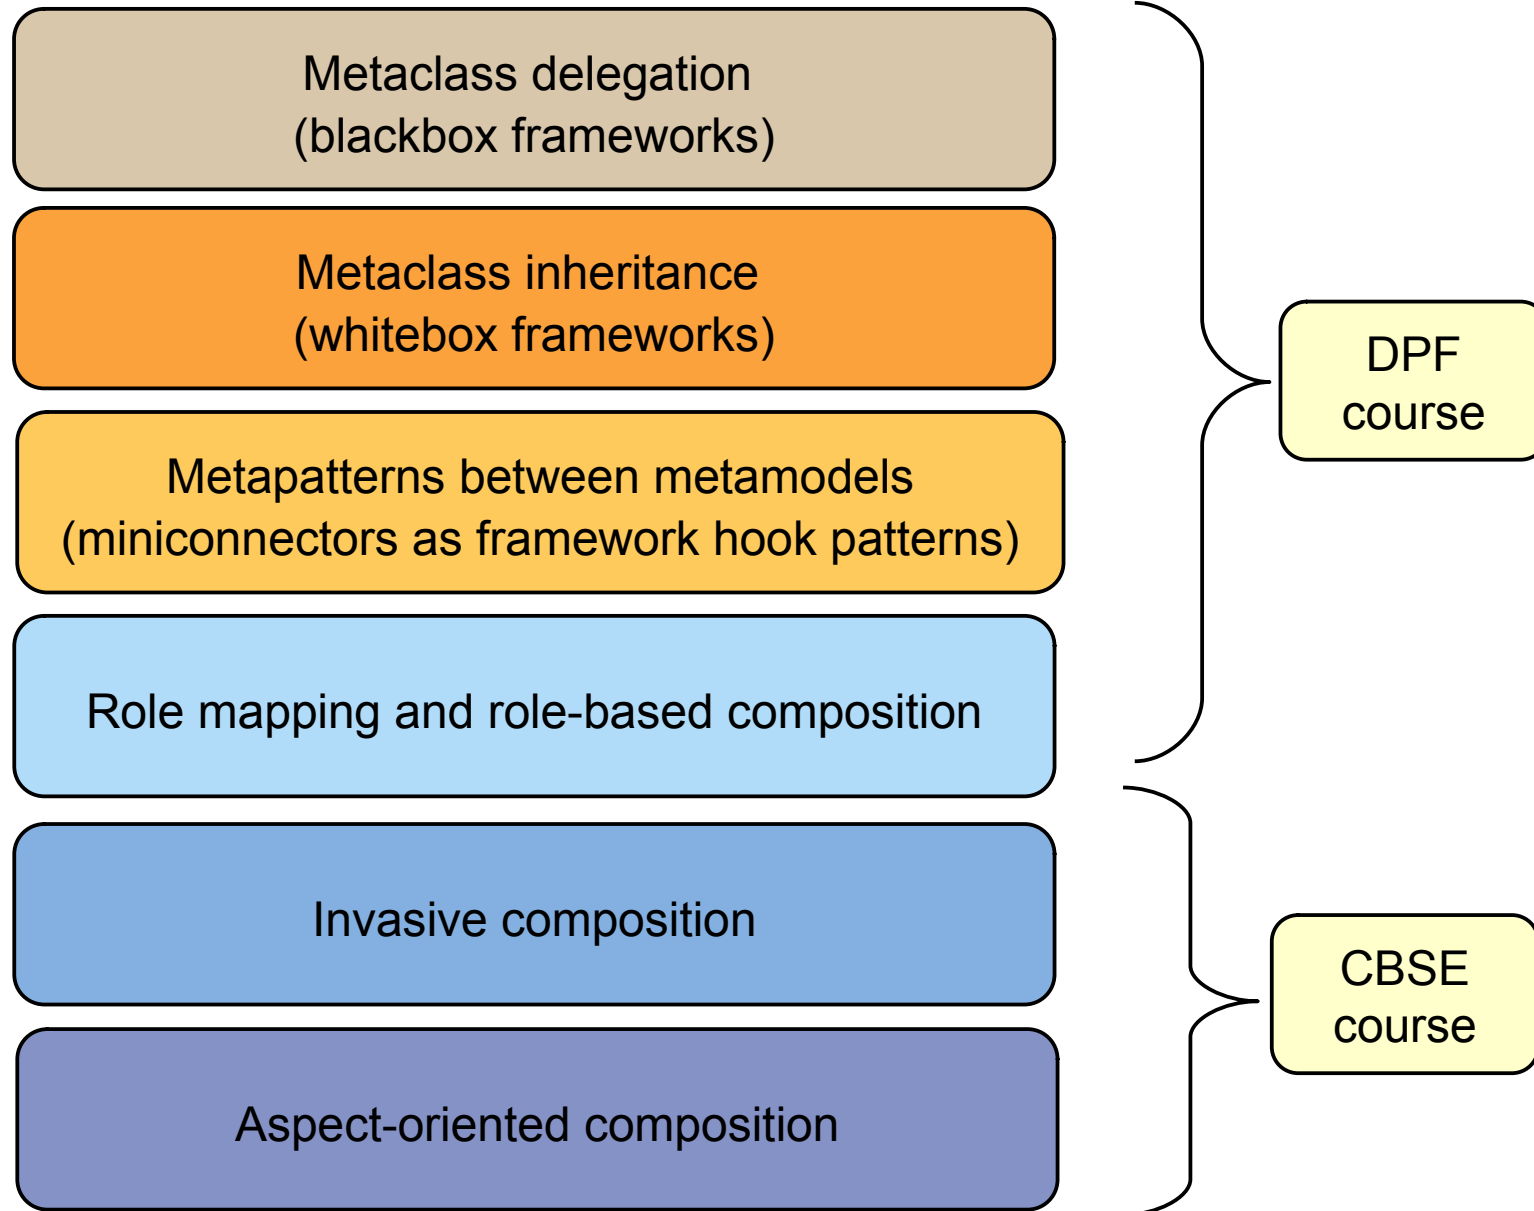 Metaclass delegation
(blackbox frameworks)
Metaclass inheritance
(whitebox frameworks)
Metapatterns between metamodels
(miniconnectors as framework hook patterns)
Role mapping and role-based composition
DPF
course
Invasive composition
Aspect-oriented composition
CBSE
course